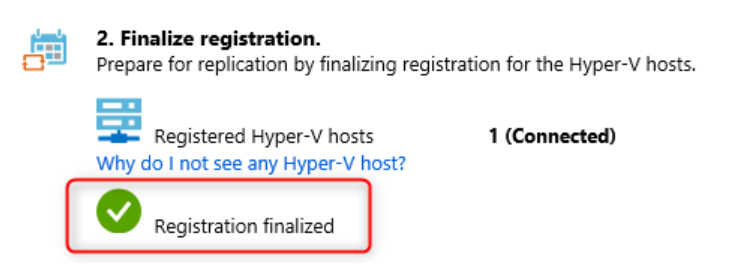 2. Finalize registration.
Prepare for replication by finalizing registration for the Hyper-V hosts.
Registered Hyper-V hosts 1 (Connected)
Why do I not see any Hyper-V host?
Registration finalized